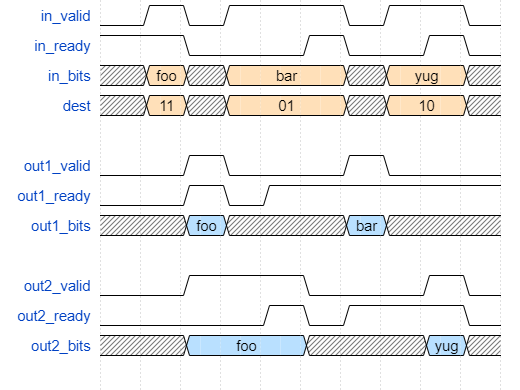 in_valid
in_ready
in_bits foo bar yug
dest 11 01 10
out1_valid
out1_ready
out1_bits foo bar
out2_valid
out2_ready
out2_bits foo yug